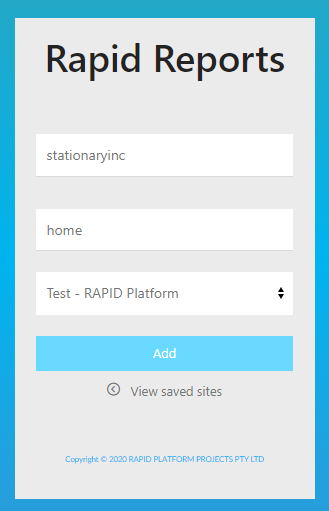 Rapid Reports
stationaryinc
home
Test - RAPID Platform
Add
View saved sites
Copyright © 2020 RAPID PLATFORM PROJECTS PTY LTD